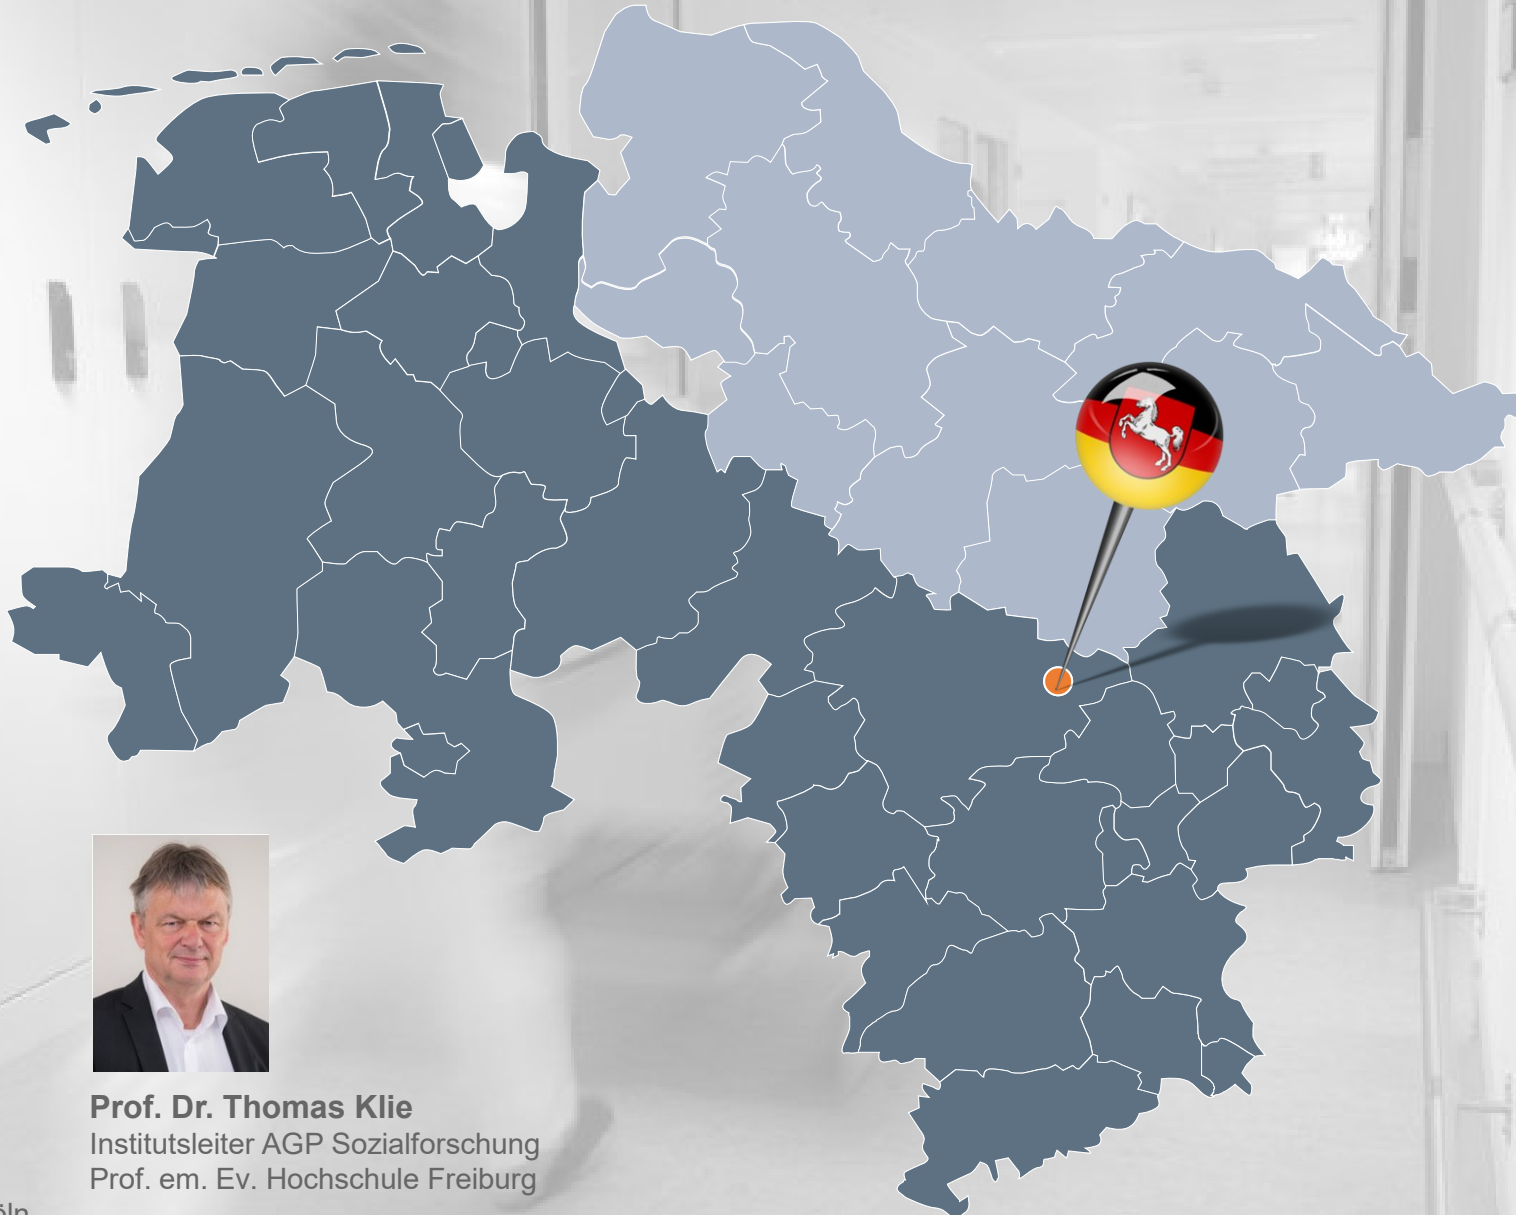 Prof. Dr. Thomas Klie
Institutsleiter AGP Sozialforschung
Prof. em. Ev. Hochschule Freiburg